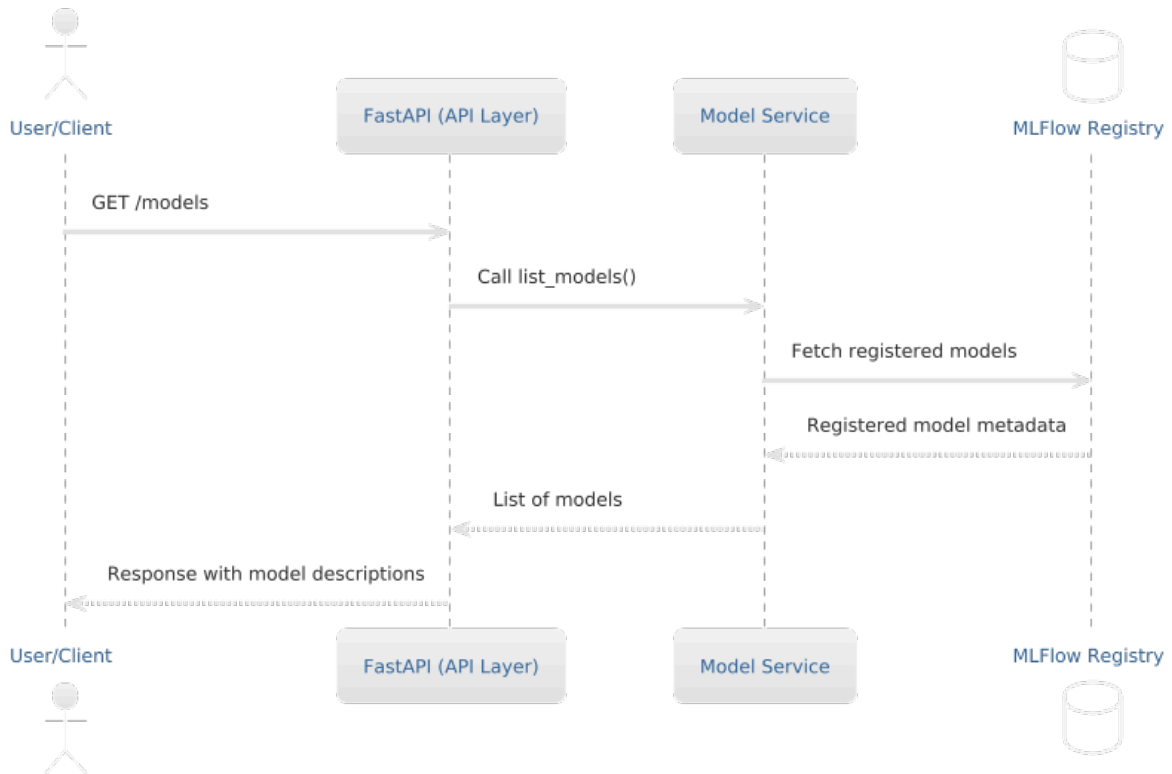 User/Client
FastAPI (API Layer)
Model Service
MLFlow Registry
GET /models
Call list_models()
Fetch registered models
Registered model metadata
List of models
Response with model descriptions
User/Client
FastAPI (API Layer)
Model Service
MLFlow Registry